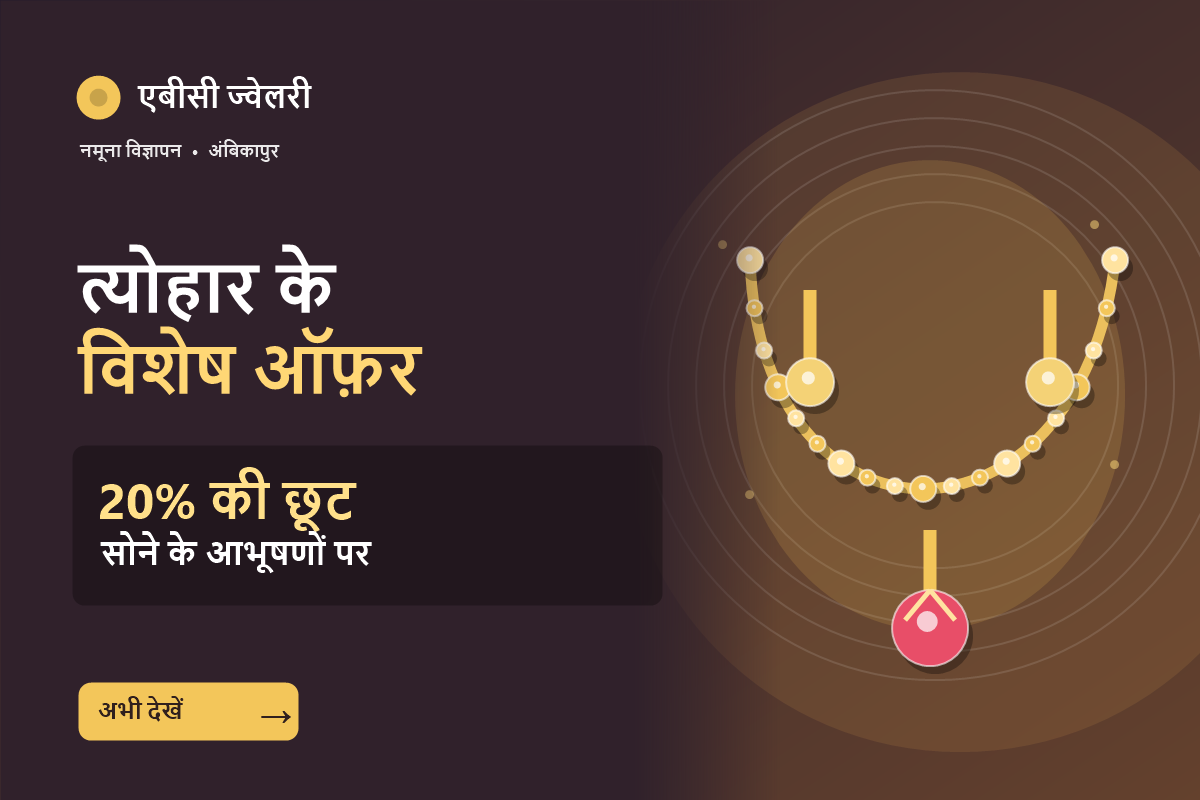 एबीसी ज्वेलरी
नमूना विज्ञापन • अंबिकापुर
त्योहार के
विशेष ऑफ़र
20% की छूट
सोने के आभूषणों पर
अभी देखें →